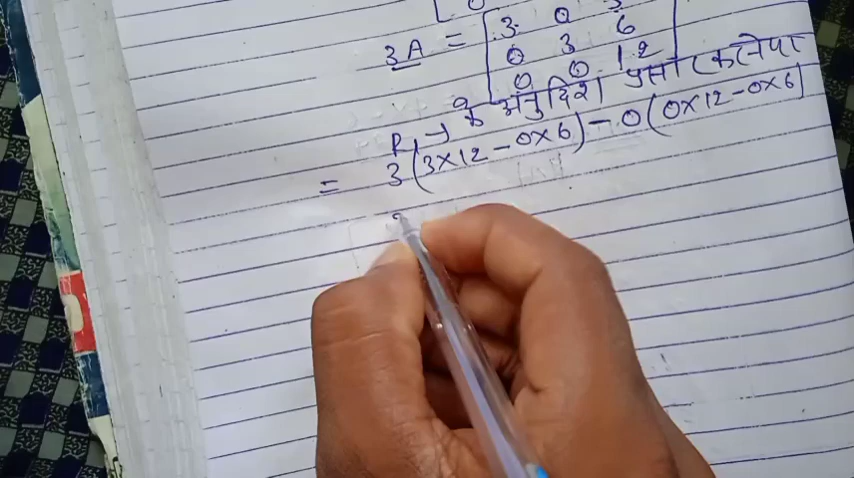 3A = 3 0 3
0 3 6
0 0 12
R₁ → के अनुदिश प्रसार करने पर
= 3(3×12 - 0×6) - 0(0×12 - 0×6)